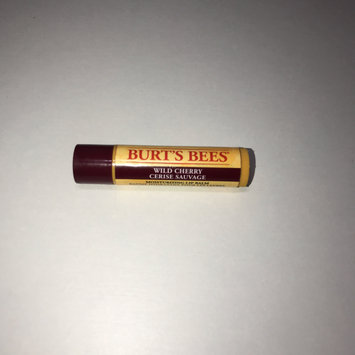 BURT'S BEES
WILD CHERRY
CERISE SAUVAGE
MOISTURIZING LIP BALM